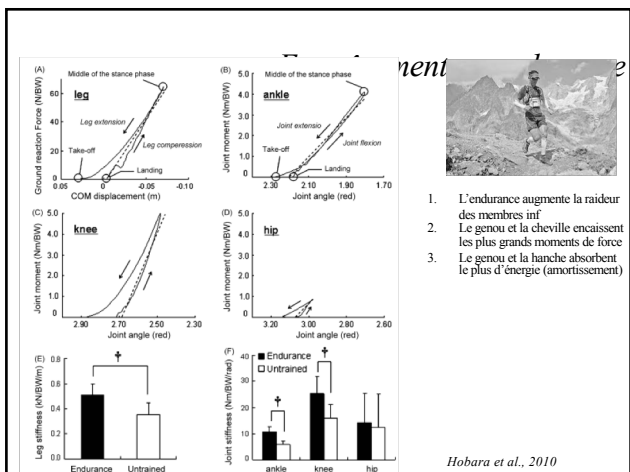 (A)
Middle of the stance phase
leg
Leg extension
Leg compression
Take-off
Landing
Ground reaction Force (N/BW)
60
40
20
0
0.05
0
-0.05
-0.10
COM displacement (m)
(B)
Middle of the stance phase
ankle
Joint extensio
Joint flexion
Take-off
Landing
Joint moment (Nm/BW)
5.0
4.0
3.0
2.0
1.0
0
2.30
2.10
1.90
1.70
Joint angle (red)
(C)
knee
Joint moment (Nm/BW)
5.0
4.0
3.0
2.0
1.0
0
2.90
2.70
2.50
2.30
Joint angle (red)
(D)
hip
5.0
4.0
3.0
2.0
1.0
0
3.20
3.00
2.80
2.60
Joint angle (red)
1. L’endurance augmente la raideur
des membres inf
2. Le genou et la cheville encaissent
les plus grands moments de force
3. Le genou et la hanche absorbent
le plus d’énergie (amortissement)
(E)
Leg stiffness (kN/BW/m)
0.8
0.6
0.4
0.2
0.0
†
Endurance
Untrained
(F)
Endurance
Untrained
Joint stiffness (Nm/BW/rad)
40
30
20
10
0
†
†
ankle
knee
hip
Hobara et al., 2010